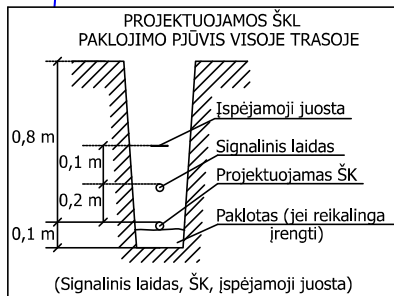 PROJEKTUOJAMOS ŠKL
PAKLOJIMO PJŪVIS VISOJE TRASOJE
Įspėjamoji juosta
0,8 m
0,1 m
Signalinis laidas
Projektuojamas ŠK
0,2 m
Paklotas (jei reikalinga
įrengti)
0,1 m
(Signalinis laidas, ŠK, įspėjamoji juosta)